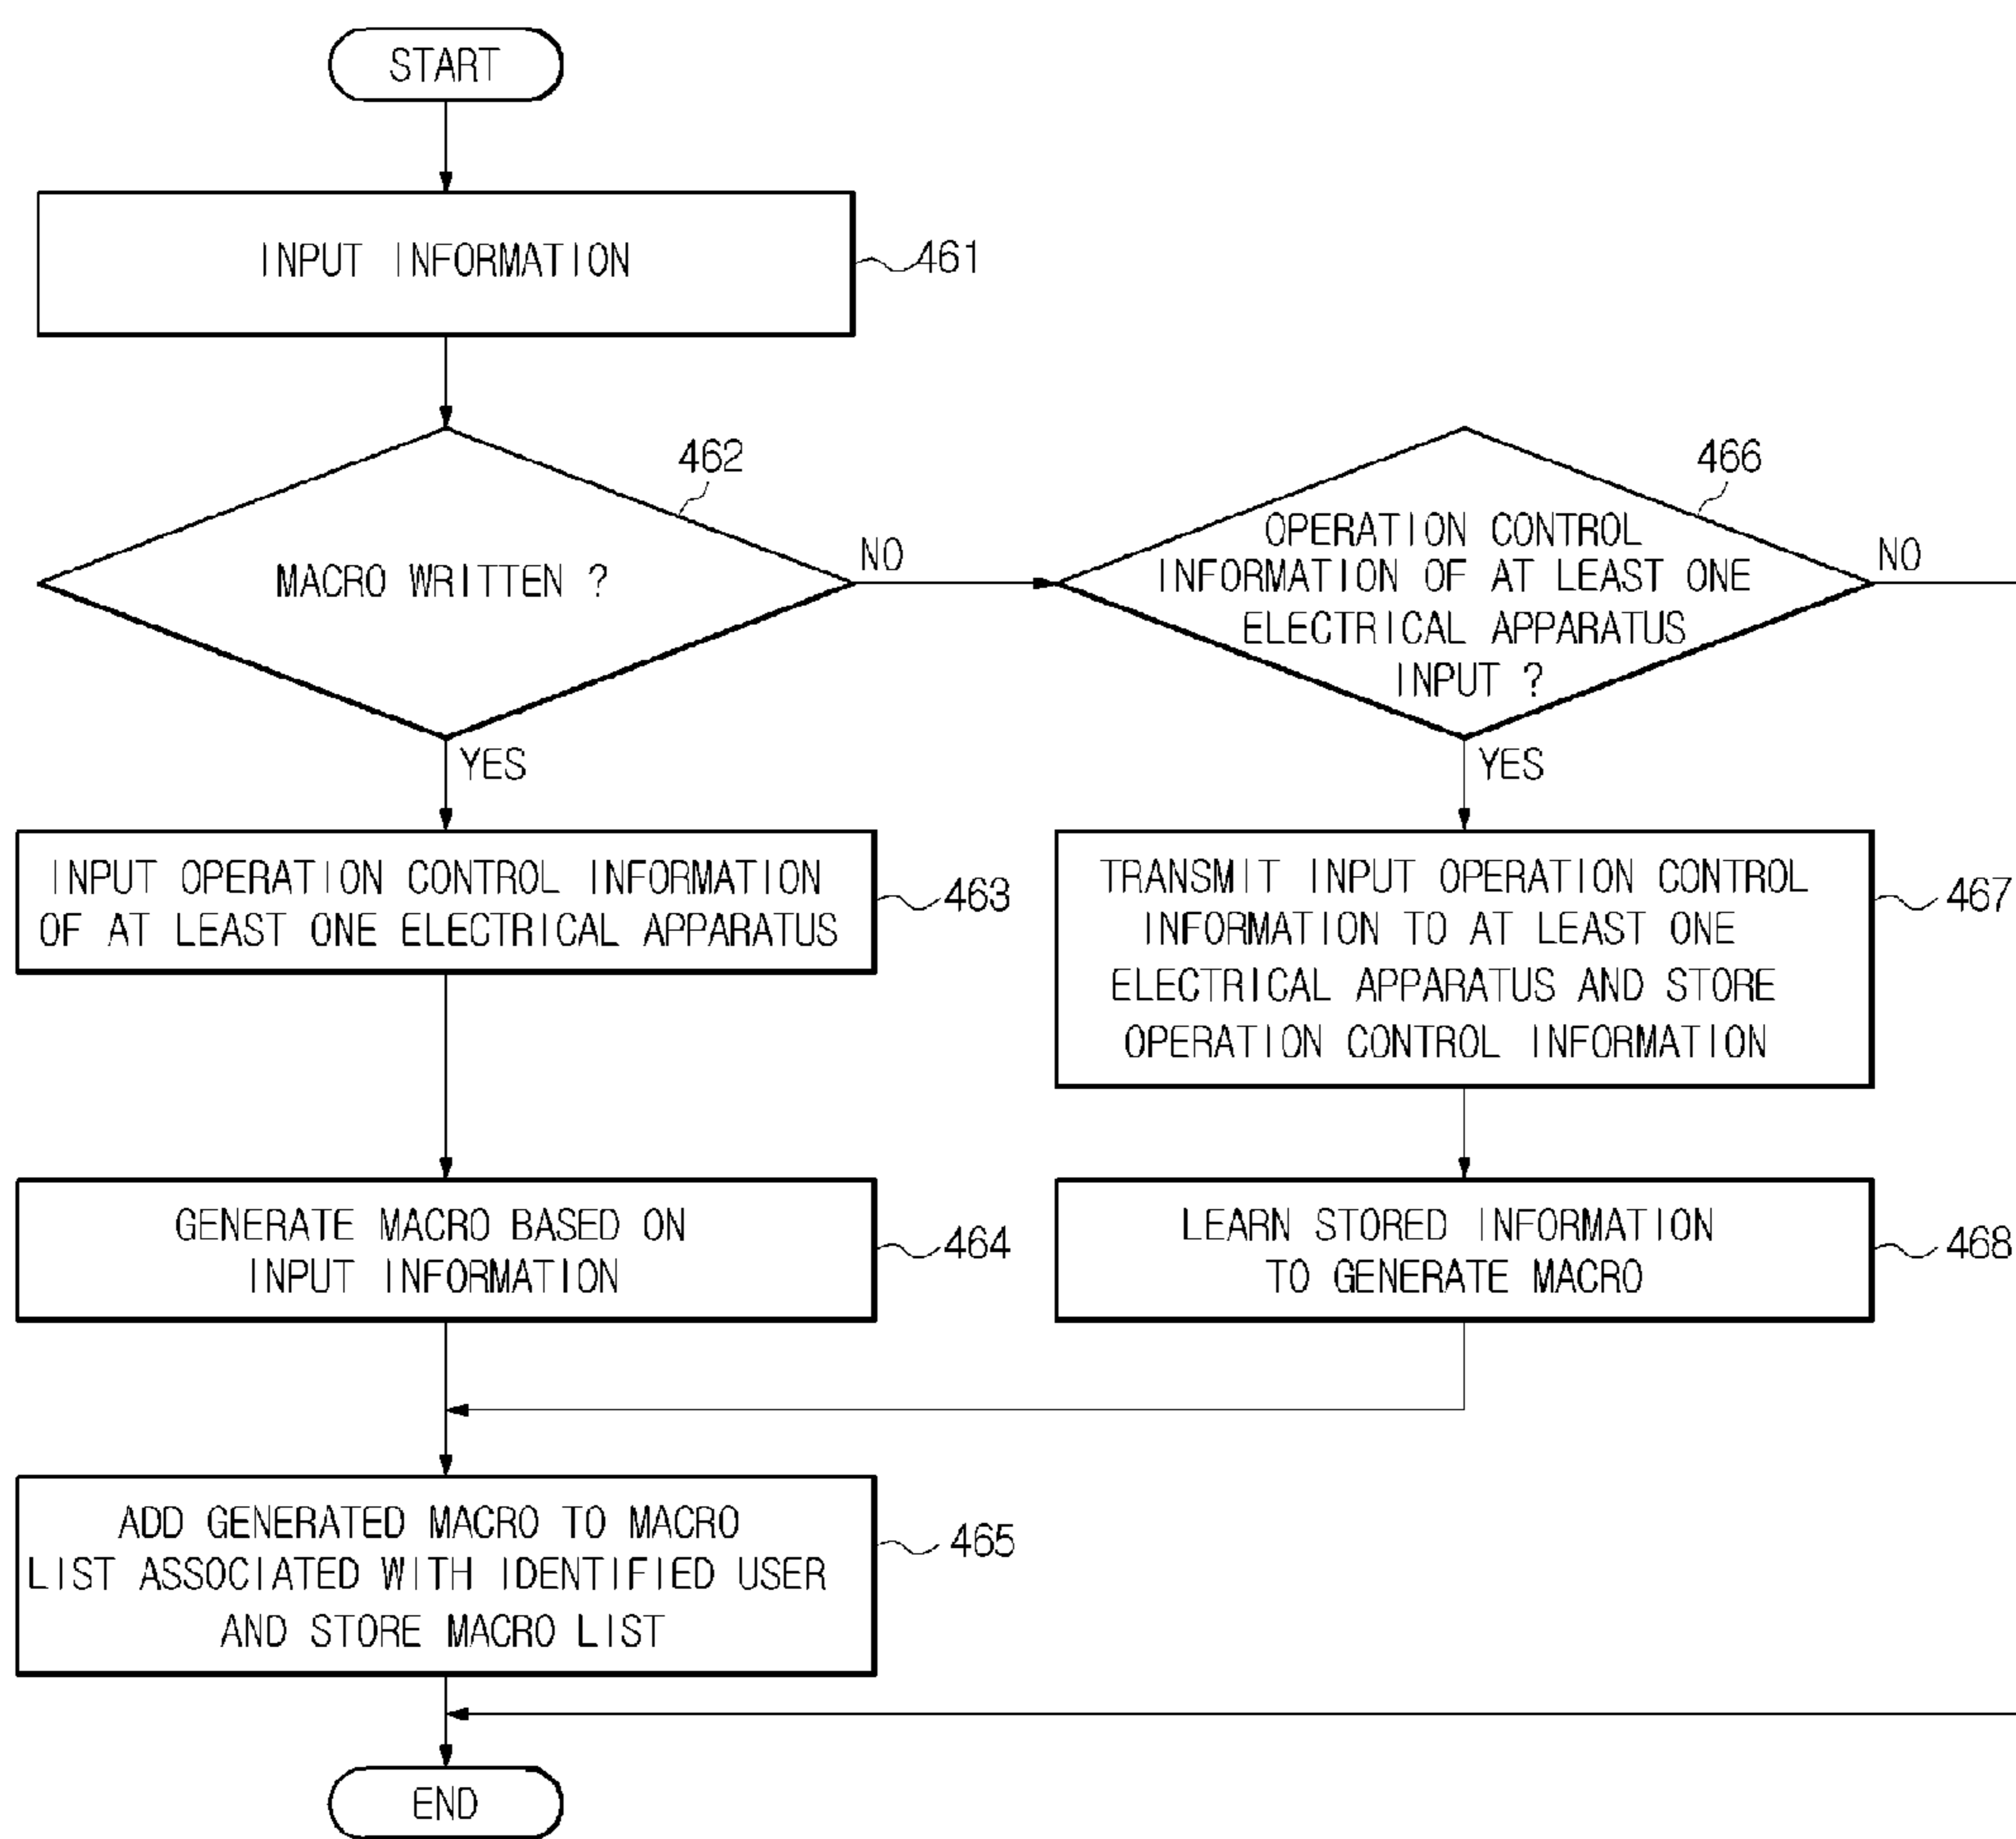 START
INPUT INFORMATION
461
462
MACRO WRITTEN ?
NO
YES
466
OPERATION CONTROL
INFORMATION OF AT LEAST ONE
ELECTRICAL APPARATUS
INPUT ?
NO
YES
INPUT OPERATION CONTROL INFORMATION
OF AT LEAST ONE ELECTRICAL APPARATUS
463
TRANSMIT INPUT OPERATION CONTROL
INFORMATION TO AT LEAST ONE
ELECTRICAL APPARATUS AND STORE
OPERATION CONTROL INFORMATION
467
GENERATE MACRO BASED ON
INPUT INFORMATION
464
LEARN STORED INFORMATION
TO GENERATE MACRO
468
ADD GENERATED MACRO TO MACRO
LIST ASSOCIATED WITH IDENTIFIED USER
AND STORE MACRO LIST
465
END